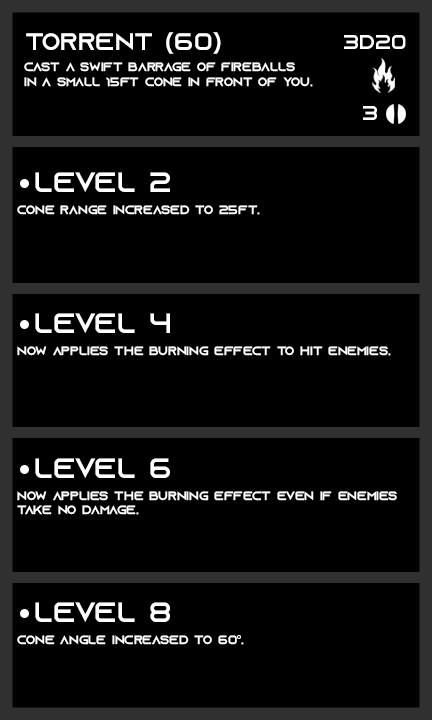 TORRENT (60)
3D20
CAST A SWIFT BARRAGE OF FIREBALLS
IN A SMALL 15FT CONE IN FRONT OF YOU.
3
•LEVEL 2
CONE RANGE INCREASED TO 25FT.
•LEVEL 4
NOW APPLIES THE BURNING EFFECT TO HIT ENEMIES.
•LEVEL 6
NOW APPLIES THE BURNING EFFECT EVEN IF ENEMIES
TAKE NO DAMAGE.
•LEVEL 8
CONE ANGLE INCREASED TO 60°.